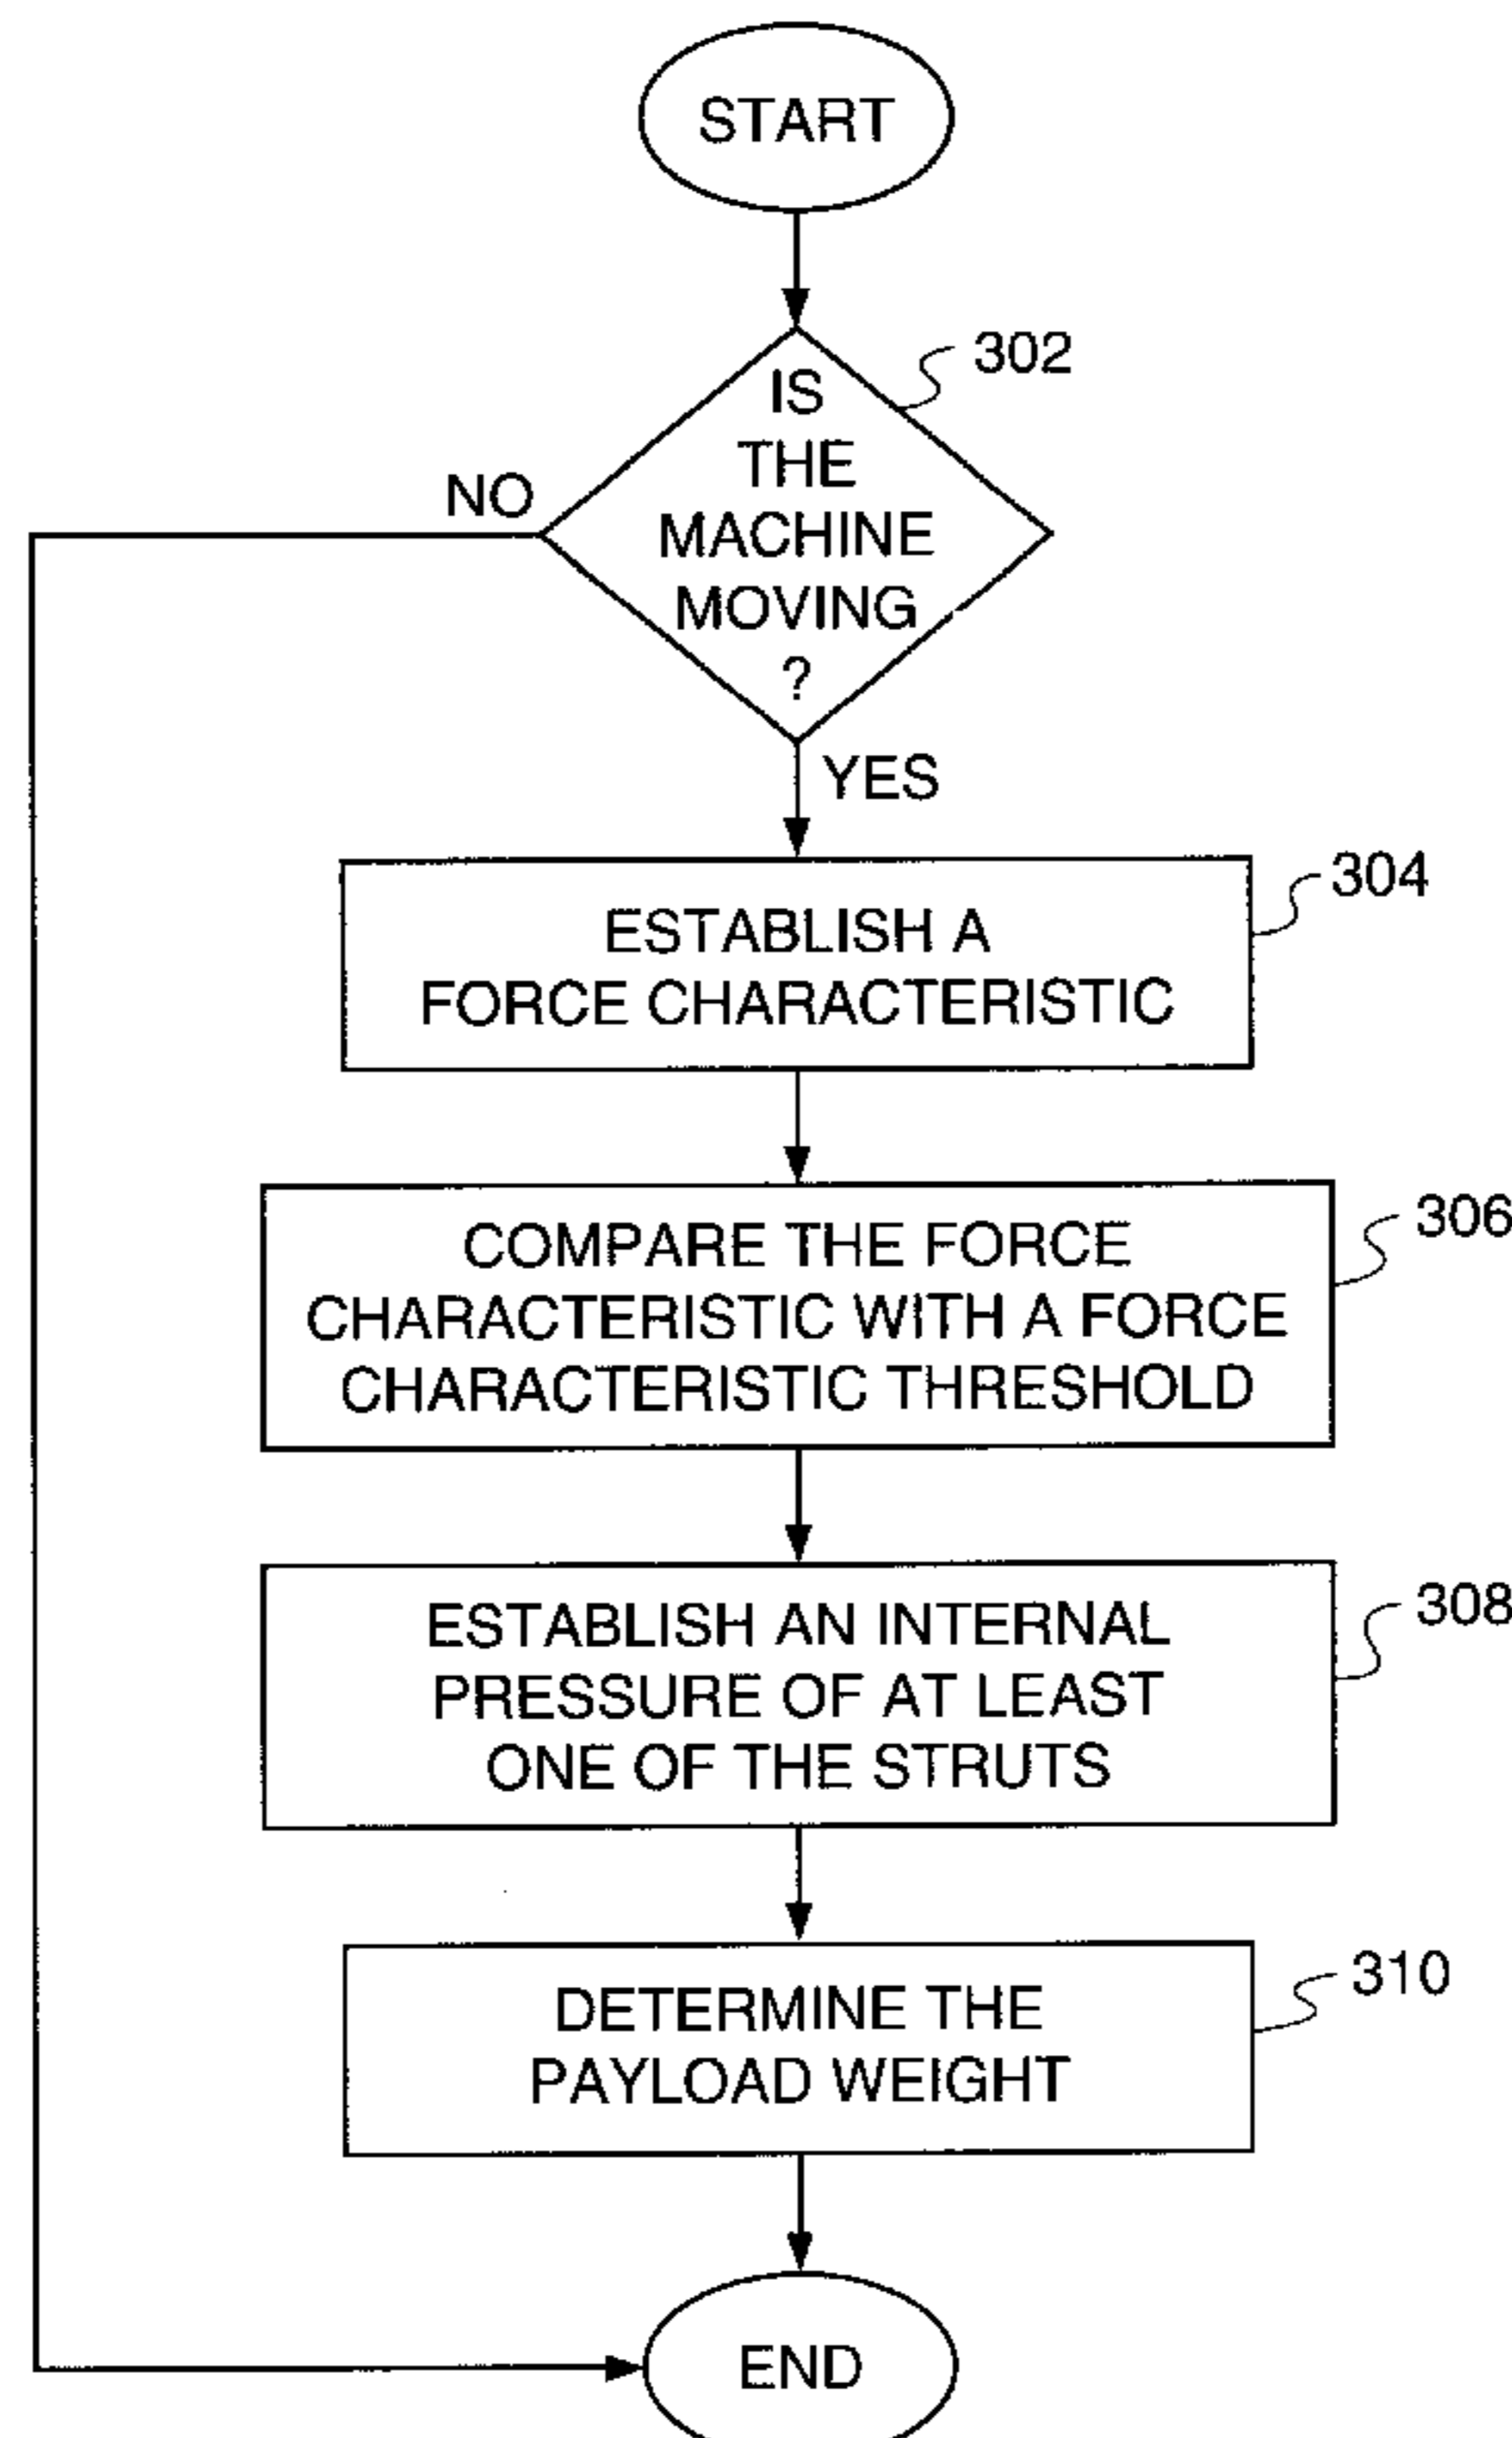 START
302
IS
THE
MACHINE
MOVING
?
NO
YES
304
ESTABLISH A
FORCE CHARACTERISTIC
306
COMPARE THE FORCE
CHARACTERISTIC WITH A FORCE
CHARACTERISTIC THRESHOLD
308
ESTABLISH AN INTERNAL
PRESSURE OF AT LEAST
ONE OF THE STRUTS
310
DETERMINE THE
PAYLOAD WEIGHT
END